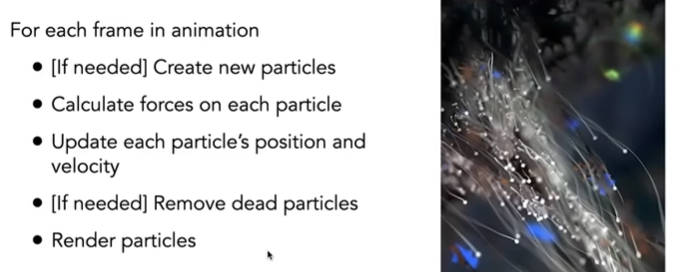 For each frame in animation
● [If needed] Create new particles
● Calculate forces on each particle
● Update each particle’s position and
velocity
● [If needed] Remove dead particles
● Render particles